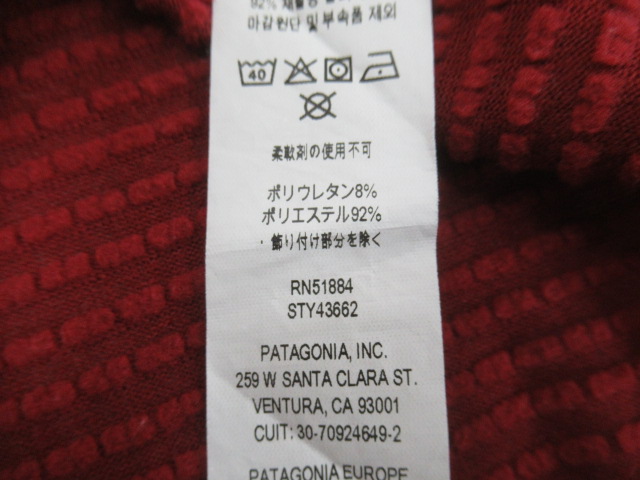 92%
마감원단 및 부속품 제외
40
柔軟剤の使用不可
ポリウレタン8%
ポリエステル92%
・飾り付け部分を除く
RN51884
STY43662
PATAGONIA, INC.
259 W SANTA CLARA ST.
VENTURA, CA 93001
CUIT: 30-70924649-2
PATAGONIA EUROPE